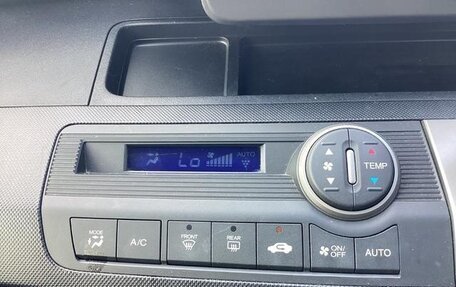 Lo AUTO
TEMP
MODE
A/C
FRONT
REAR
ON/
OFF
AUTO